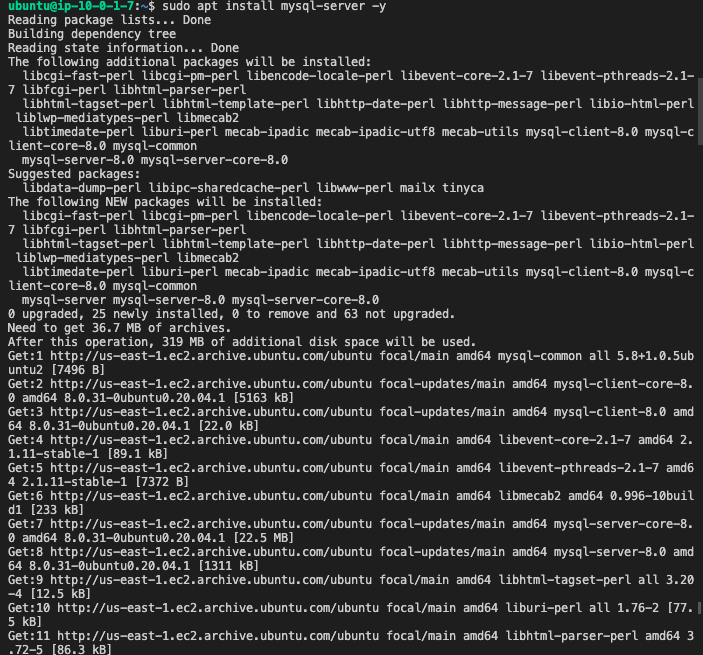 ubuntu@ip-10-0-1-7:~$ sudo apt install mysql-server -y
Reading package lists... Done
Building dependency tree
Reading state information... Done
The following additional packages will be installed:
  libcgi-fast-perl libcgi-pm-perl libencode-locale-perl libevent-core-2.1-7 libevent-pthreads-2.1-
7 libfcgi-perl libhtml-parser-perl
  libhtml-tagset-perl libhtml-template-perl libhttp-date-perl libhttp-message-perl libio-html-perl
 liblwp-mediatypes-perl libmecab2
  libtimedate-perl liburi-perl mecab-ipadic mecab-ipadic-utf8 mecab-utils mysql-client-8.0 mysql-c
lient-core-8.0 mysql-common
  mysql-server-8.0 mysql-server-core-8.0
Suggested packages:
  libdata-dump-perl libipc-sharedcache-perl libwww-perl mailx tinyca
The following NEW packages will be installed:
  libcgi-fast-perl libcgi-pm-perl libencode-locale-perl libevent-core-2.1-7 libevent-pthreads-2.1-
7 libfcgi-perl libhtml-parser-perl
  libhtml-tagset-perl libhtml-template-perl libhttp-date-perl libhttp-message-perl libio-html-perl
 liblwp-mediatypes-perl libmecab2
  libtimedate-perl liburi-perl mecab-ipadic mecab-ipadic-utf8 mecab-utils mysql-client-8.0 mysql-c
lient-core-8.0 mysql-common
  mysql-server mysql-server-8.0 mysql-server-core-8.0
0 upgraded, 25 newly installed, 0 to remove and 63 not upgraded.
Need to get 36.7 MB of archives.
After this operation, 319 MB of additional disk space will be used.
Get:1 http://us-east-1.ec2.archive.ubuntu.com/ubuntu focal/main amd64 mysql-common all 5.8+1.0.5ub
untu2 [7496 B]
Get:2 http://us-east-1.ec2.archive.ubuntu.com/ubuntu focal-updates/main amd64 mysql-client-core-8.
0 amd64 8.0.31-0ubuntu0.20.04.1 [5163 kB]
Get:3 http://us-east-1.ec2.archive.ubuntu.com/ubuntu focal-updates/main amd64 mysql-client-8.0 amd
64 8.0.31-0ubuntu0.20.04.1 [22.0 kB]
Get:4 http://us-east-1.ec2.archive.ubuntu.com/ubuntu focal/main amd64 libevent-core-2.1-7 amd64 2.
1.11-stable-1 [89.1 kB]
Get:5 http://us-east-1.ec2.archive.ubuntu.com/ubuntu focal/main amd64 libevent-pthreads-2.1-7 amd6
4 2.1.11-stable-1 [7372 B]
Get:6 http://us-east-1.ec2.archive.ubuntu.com/ubuntu focal/main amd64 libmecab2 amd64 0.996-10buil
d1 [233 kB]
Get:7 http://us-east-1.ec2.archive.ubuntu.com/ubuntu focal-updates/main amd64 mysql-server-core-8.
0 amd64 8.0.31-0ubuntu0.20.04.1 [22.5 MB]
Get:8 http://us-east-1.ec2.archive.ubuntu.com/ubuntu focal-updates/main amd64 mysql-server-8.0 amd
64 8.0.31-0ubuntu0.20.04.1 [1311 kB]
Get:9 http://us-east-1.ec2.archive.ubuntu.com/ubuntu focal/main amd64 libhtml-tagset-perl all 3.20
-4 [12.5 kB]
Get:10 http://us-east-1.ec2.archive.ubuntu.com/ubuntu focal/main amd64 liburi-perl all 1.76-2 [77.
5 kB]
Get:11 http://us-east-1.ec2.archive.ubuntu.com/ubuntu focal/main amd64 libhtml-parser-perl amd64 3
.72-5 [86.3 kB]